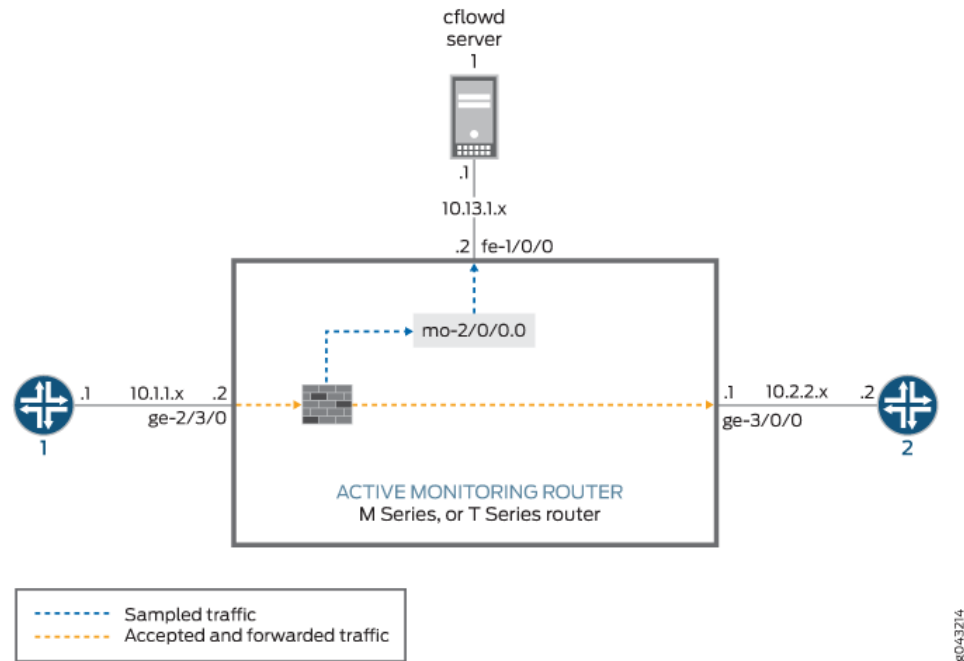 cflowd
server
1
.1
10.13.1.x
.2 fe-1/0/0
mo-2/0/0.0
.1 10.1.1.x .2
ge-2/3/0
1
.1 10.2.2.x .2
ge-3/0/0
2
ACTIVE MONITORING ROUTER
M Series, or T Series router
Sampled traffic
Accepted and forwarded traffic
g043214